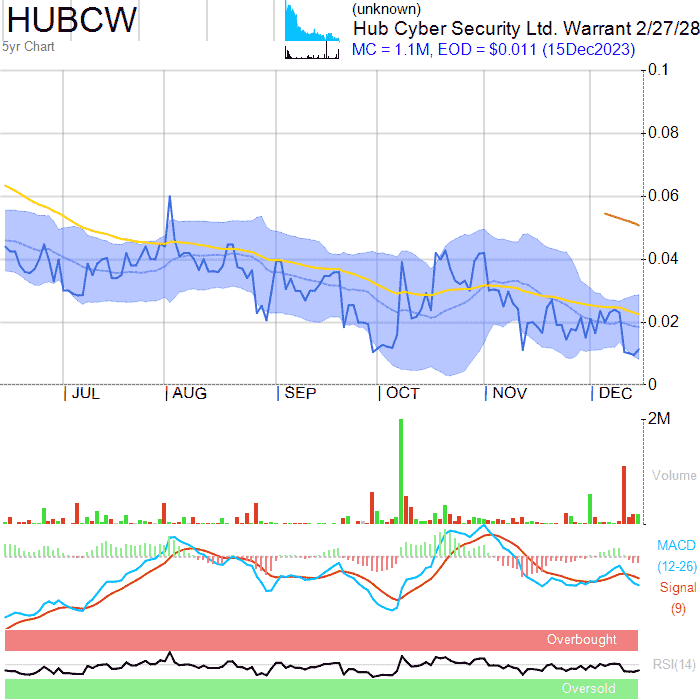 HUBCW
(unknown)
Hub Cyber Security Ltd. Warrant 2/27/28
5yr Chart
MC = 1.1M, EOD = $0.011 (15Dec2023)
0.1
0.08
0.06
0.04
0.02
0
JUL AUG SEP OCT NOV DEC
2M
Volume
MACD
(12-26)
Signal
(9)
Overbought
RSI(14)
Oversold